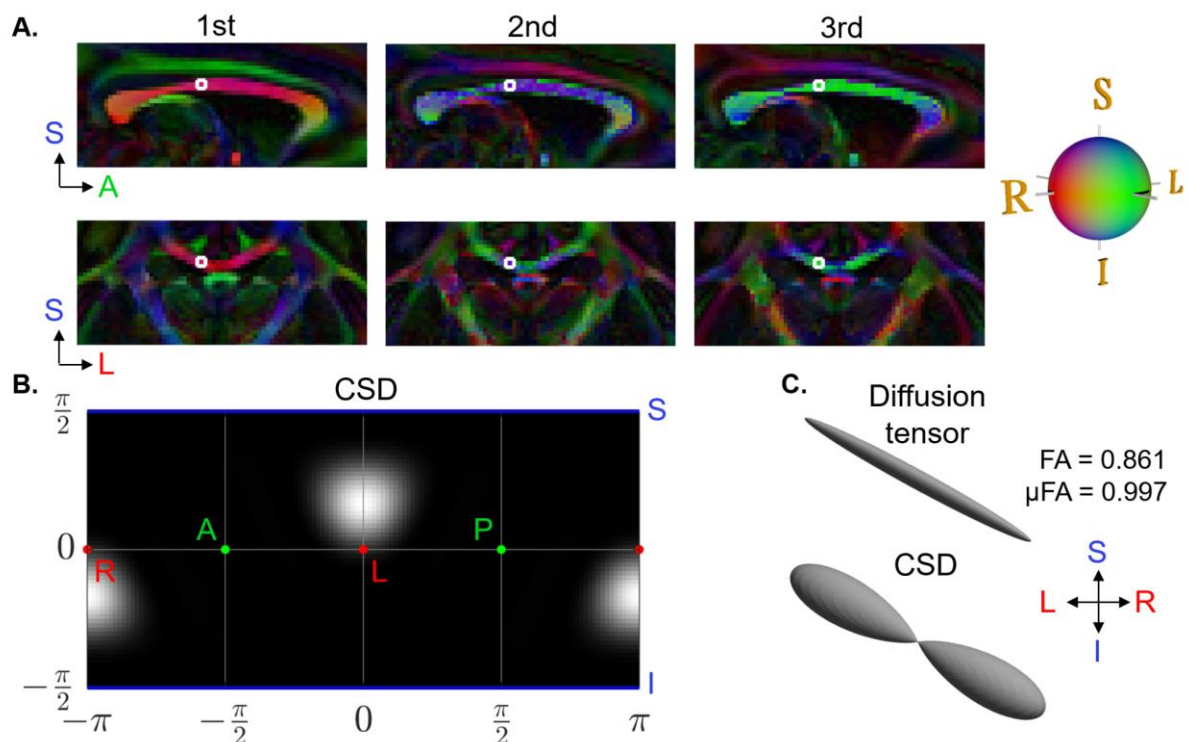 A.
1st 2nd 3rd
S
A
S
L
S
R
L
I
B.
CSD
π/2
S
A
P
0
R
L
-π/2
I
-π -π/2 0 π/2 π
C.
Diffusion
tensor
FA = 0.861
μFA = 0.997
CSD
S
L R
I